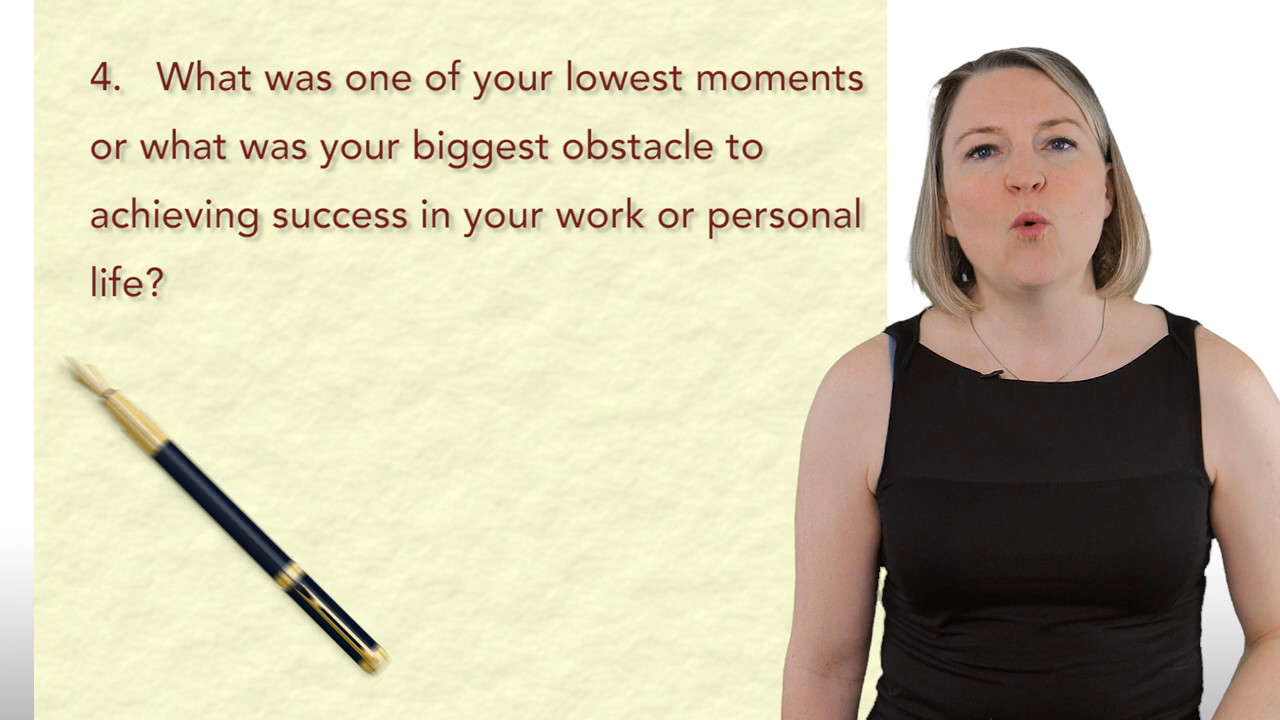 4. What was one of your lowest moments
or what was your biggest obstacle to
achieving success in your work or personal
life?